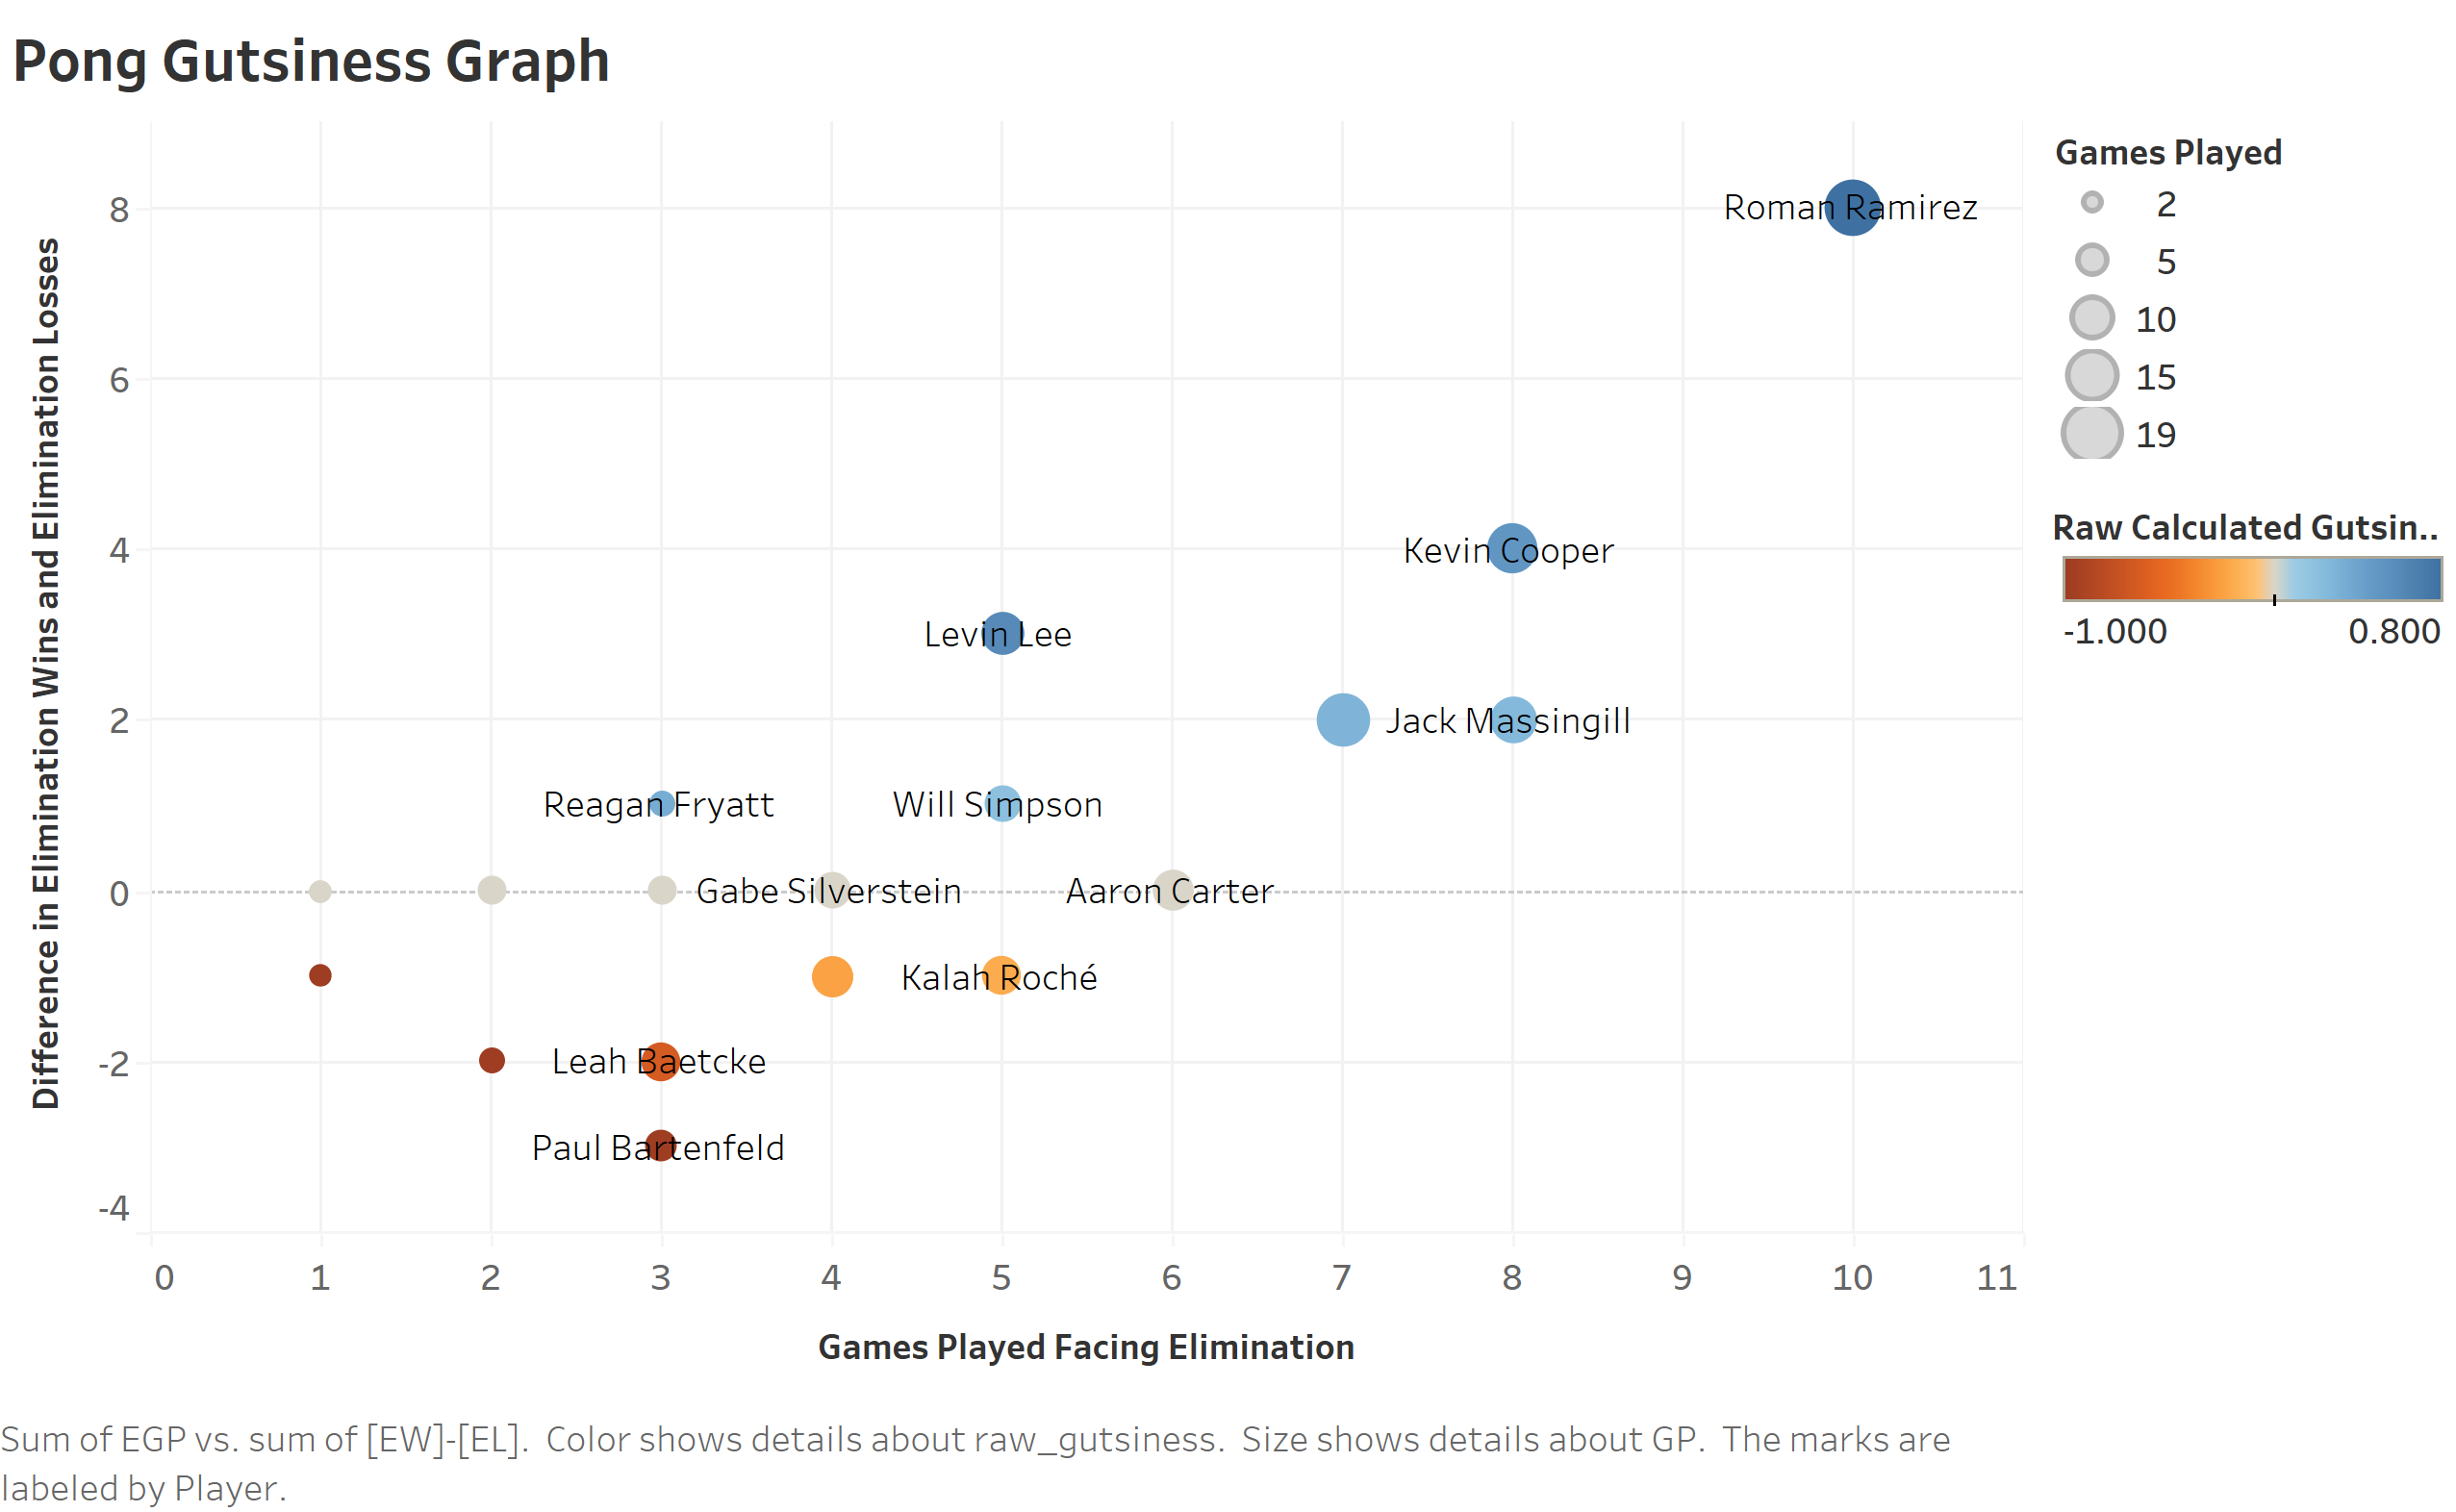 Pong Gutsiness Graph
Difference in Elimination Wins and Elimination Losses
8
6
4
2
0
-2
-4
Roman Ramirez
Kevin Cooper
Levin Lee
Jack Massingill
Reagan Fryatt
Will Simpson
Gabe Silverstein
Aaron Carter
Kalah Roché
Leah Baetcke
Paul Bartenfeld
0 1 2 3 4 5 6 7 8 9 10 11
Games Played Facing Elimination
Games Played
2
5
10
15
19
Raw Calculated Gutsin..
-1.000 0.800
Sum of EGP vs. sum of [EW]-[EL]. Color shows details about raw_gutsiness. Size shows details about GP. The marks are
labeled by Player.